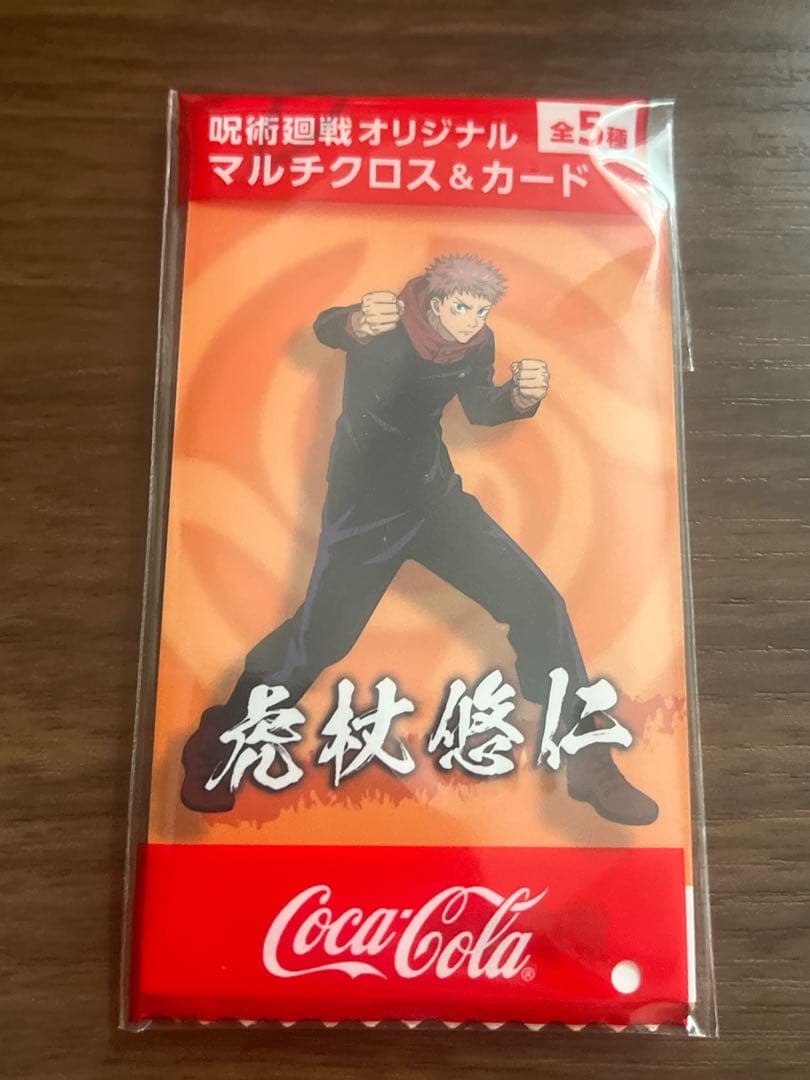 呪術廻戦オリジナル
全5種
マルチクロス&カード
虎杖悠仁
Coca-Cola®